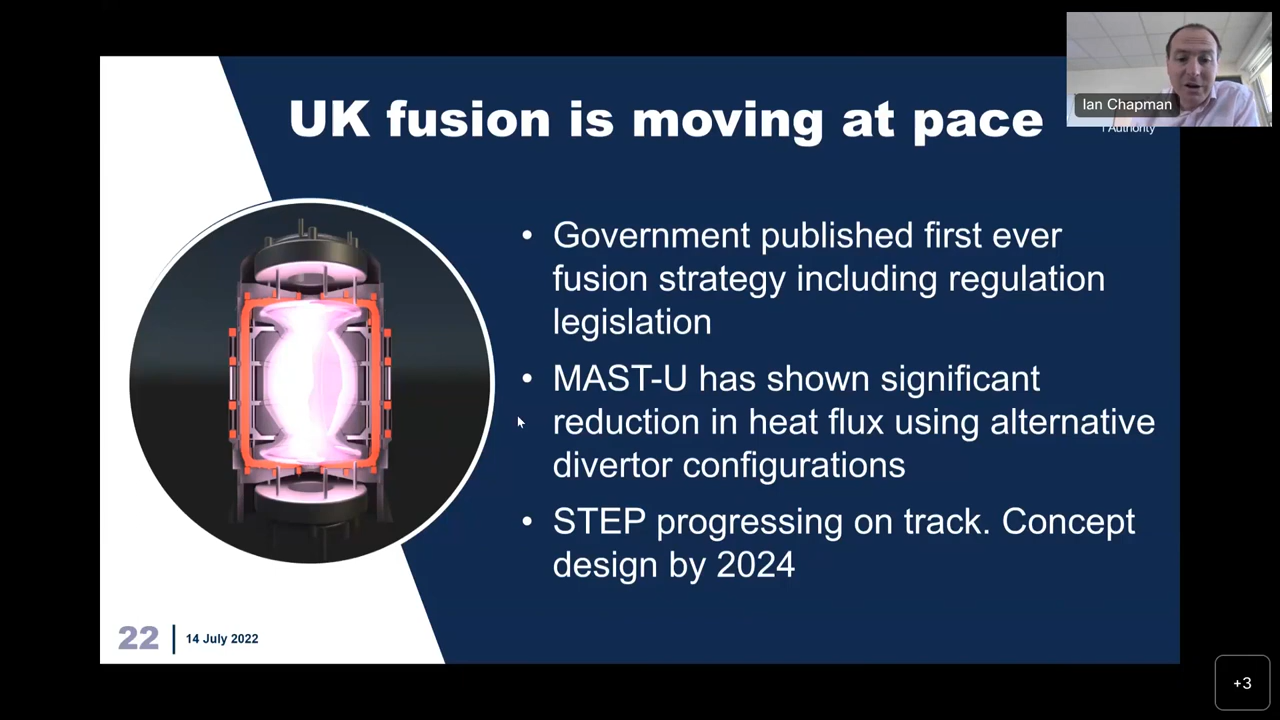 UK fusion is moving at pace
Ian Chapman
Authority
• Government published first ever
fusion strategy including regulation
legislation
• MAST-U has shown significant
reduction in heat flux using alternative
divertor configurations
• STEP progressing on track. Concept
design by 2024
22
14 July 2022
+3